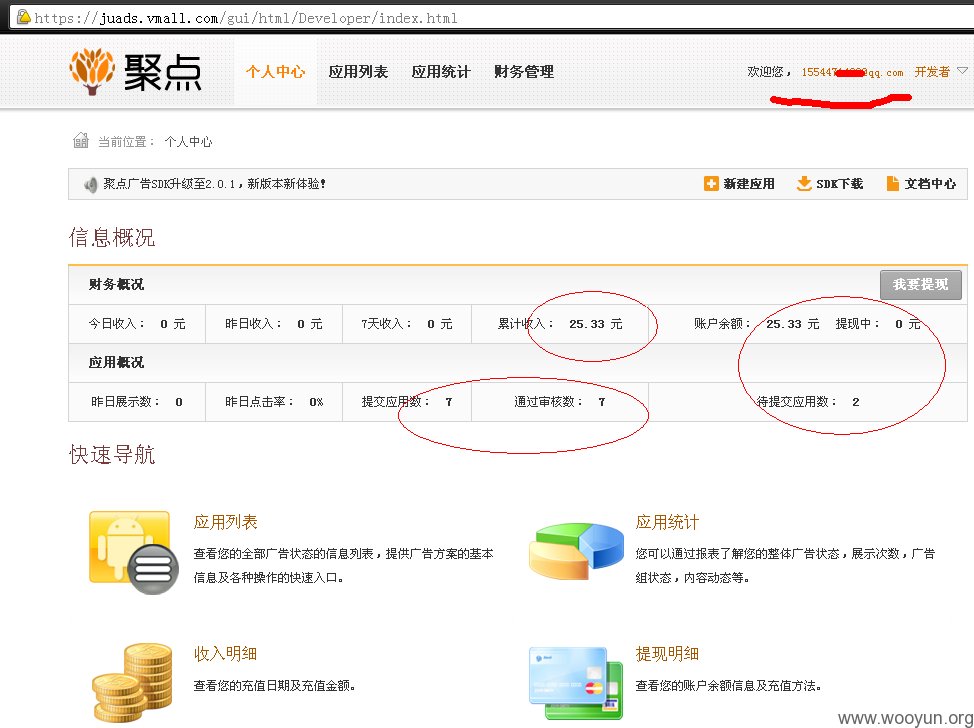 https://juads.vmall.com/gui/html/Developer/index.html
聚点 个人中心 应用列表 应用统计 财务管理 欢迎您， qq.com 开发者
当前位置： 个人中心
聚点广告SDK升级至2.0.1，新版本新体验！ 新建应用 SDK下载 文档中心
信息概况
财务概况 我要提现
今日收入： 0 元 昨日收入： 0 元 7天收入： 0 元 累计收入： 25.33 元 账户余额： 25.33 元 提现中： 0 元
应用概况
昨日展示数： 0 昨日点击率： 0% 提交应用数： 7 通过审核数： 7 待提交应用数： 2
快速导航
应用列表
查看您的全部广告状态的信息列表，提供广告方案的基本
信息及各种操作的快速入口。
应用统计
您可以通过报表了解您的整体广告状态，展示次数，广告
组状态，内容动态等。
收入明细
查看您的充值日期及充值金额。
提现明细
查看您的账户余额信息及充值方法。
www.wooyun.org